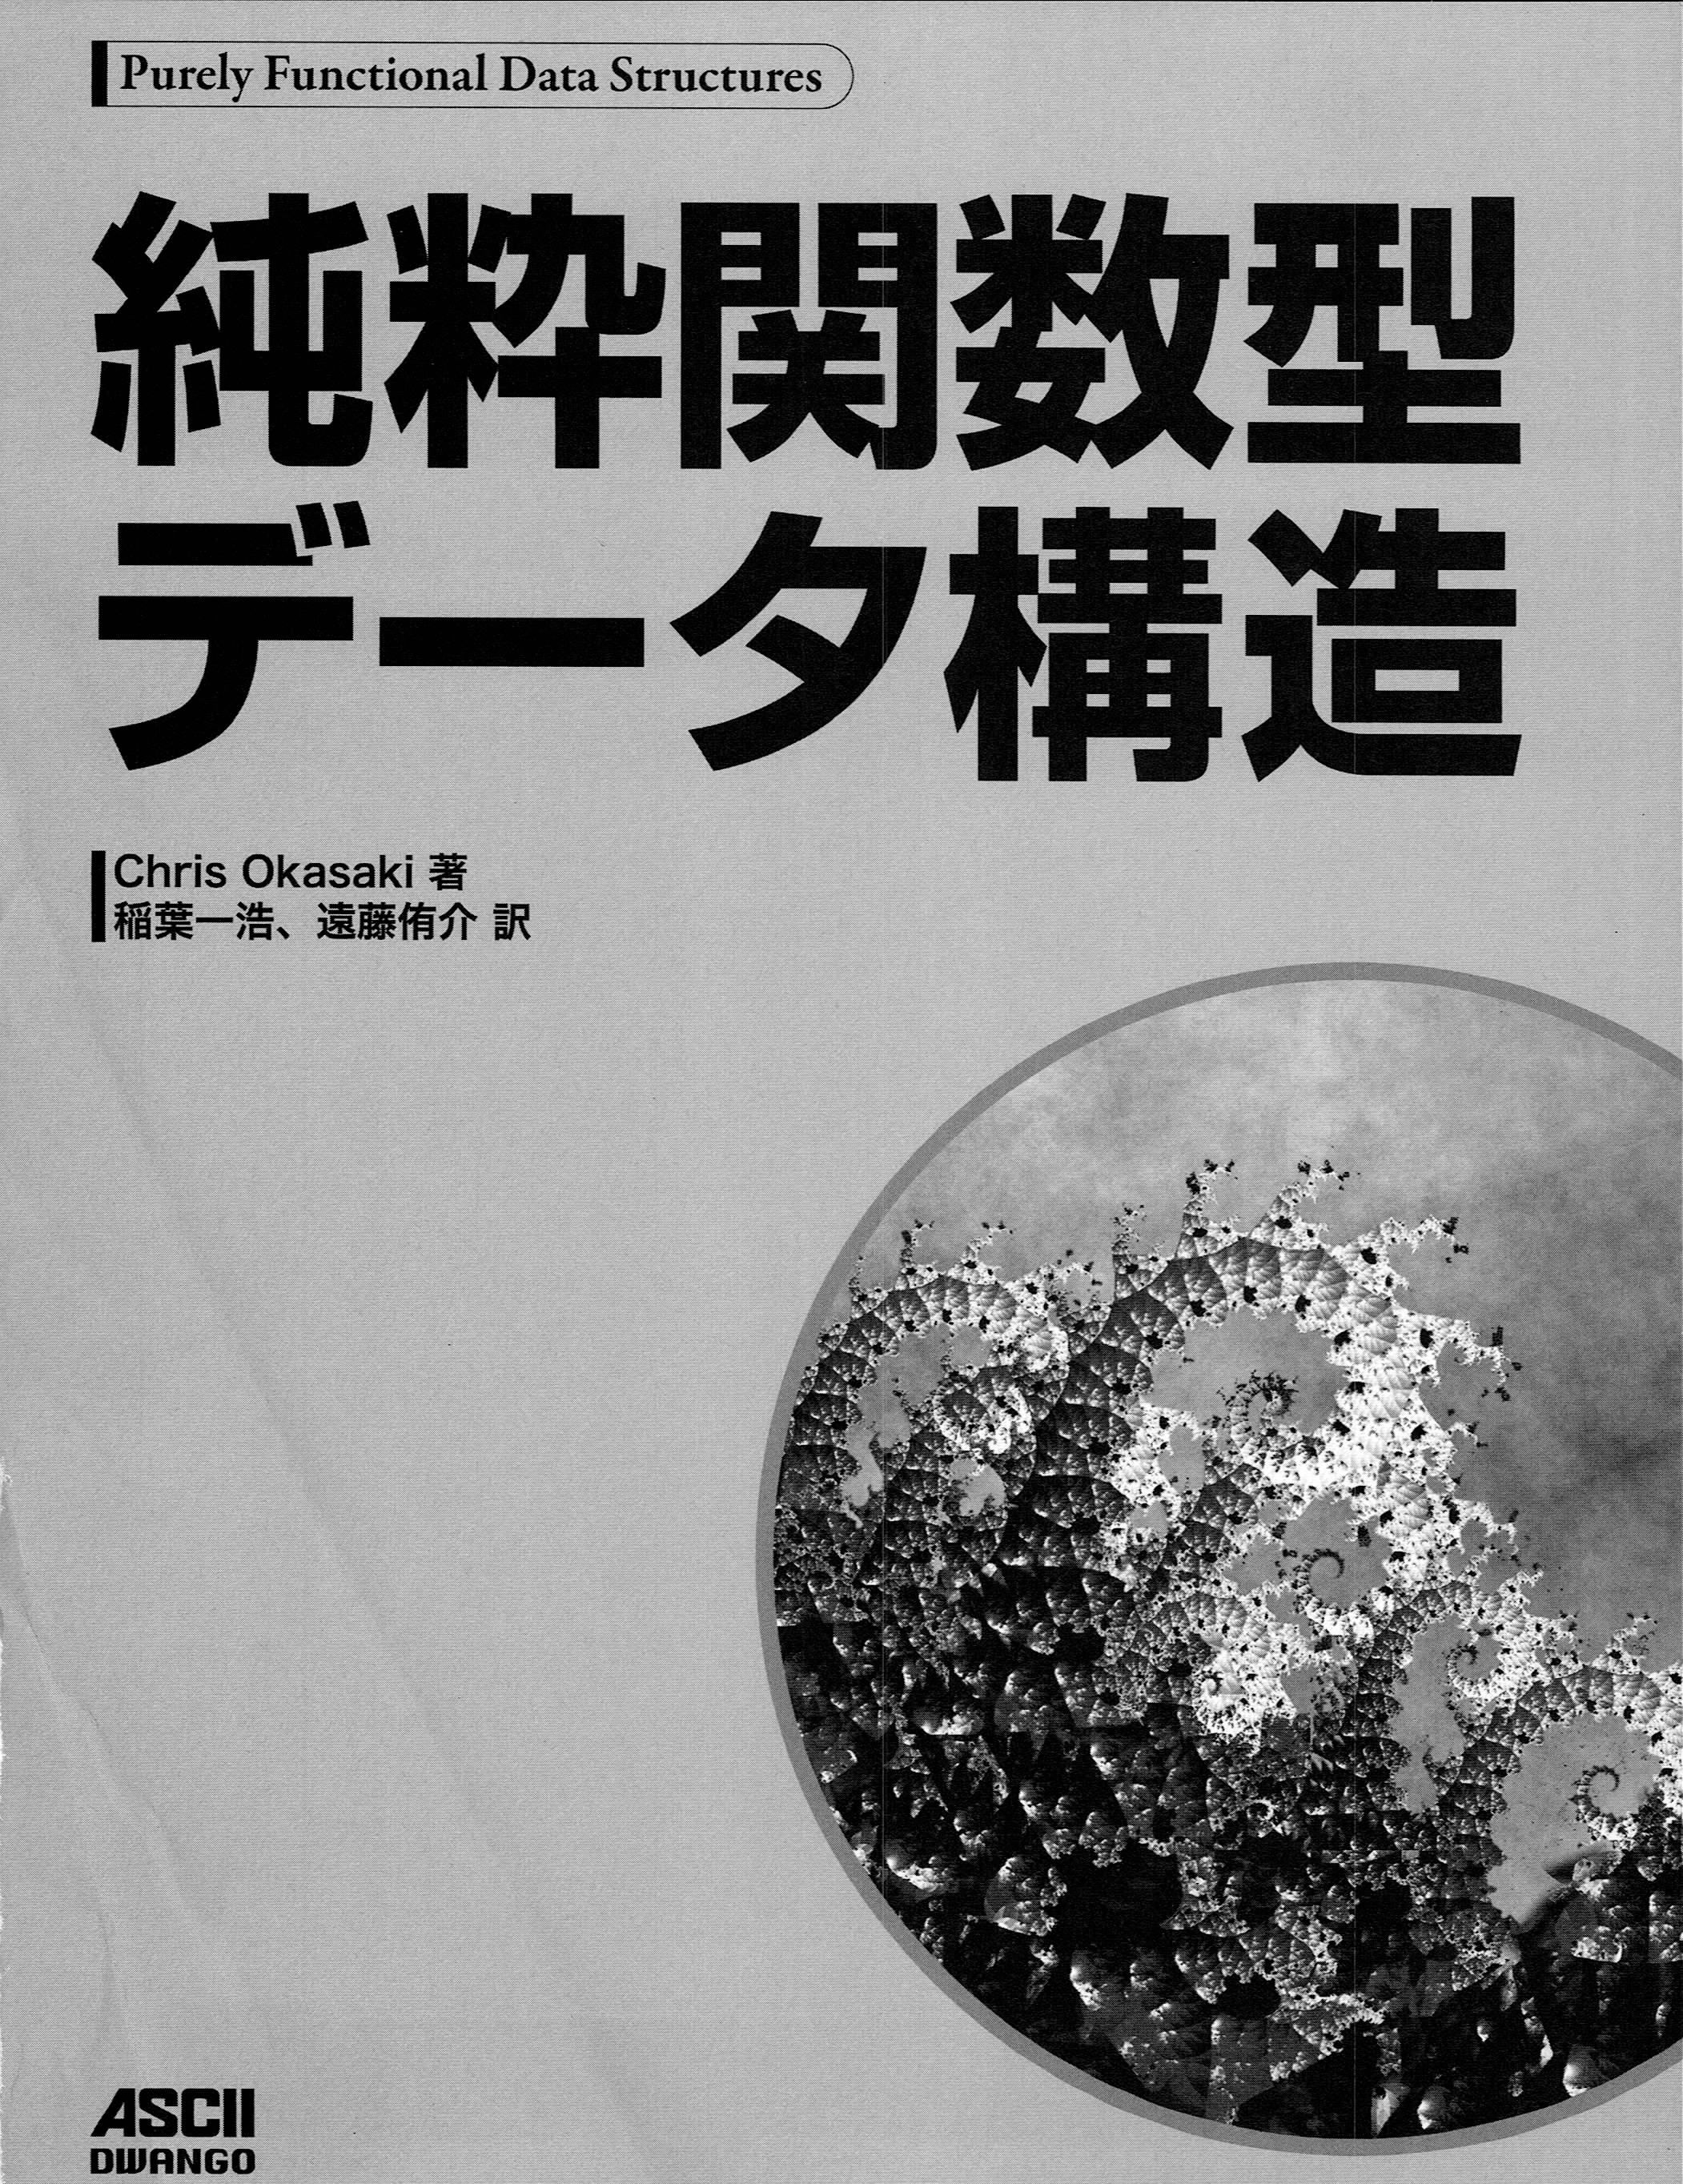 Purely Functional Data Structures
純粋関数型
データ構造
Chris Okasaki 著
稲葉一浩、遠藤侑介 訳
ASCII
DWANGO